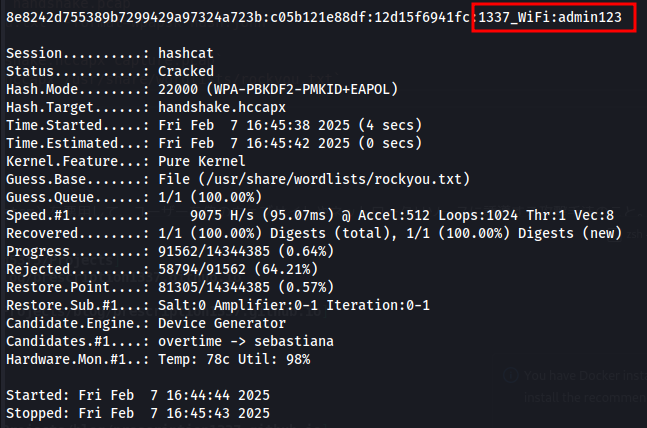 8e8242d755389b7299429a97324a723b:c05b121e88df:12d15f6941fc:1337_WiFi:admin123
Session..........: hashcat
Status...........: Cracked
Hash.Mode........: 22000 (WPA-PBKDF2-PMKID+EAPOL)
Hash.Target......: handshake.hccapx
Time.Started.....: Fri Feb  7 16:45:38 2025 (4 secs)
Time.Estimated...: Fri Feb  7 16:45:42 2025 (0 secs)
Kernel.Feature...: Pure Kernel
Guess.Base.......: File (/usr/share/wordlists/rockyou.txt)
Guess.Queue......: 1/1 (100.00%)
Speed.#1.........:     9075 H/s (95.07ms) @ Accel:512 Loops:1024 Thr:1 Vec:8
Recovered........: 1/1 (100.00%) Digests (total), 1/1 (100.00%) Digests (new)
Progress.........: 91562/14344385 (0.64%)
Rejected.........: 58794/91562 (64.21%)
Restore.Point....: 81305/14344385 (0.57%)
Restore.Sub.#1...: Salt:0 Amplifier:0-1 Iteration:0-1
Candidate.Engine.: Device Generator
Candidates.#1....: overtime -> sebastiana
Hardware.Mon.#1..: Temp: 78c Util: 98%
You have Docker inst
install the recommen
Started: Fri Feb  7 16:44:44 2025
Stopped: Fri Feb  7 16:45:43 2025